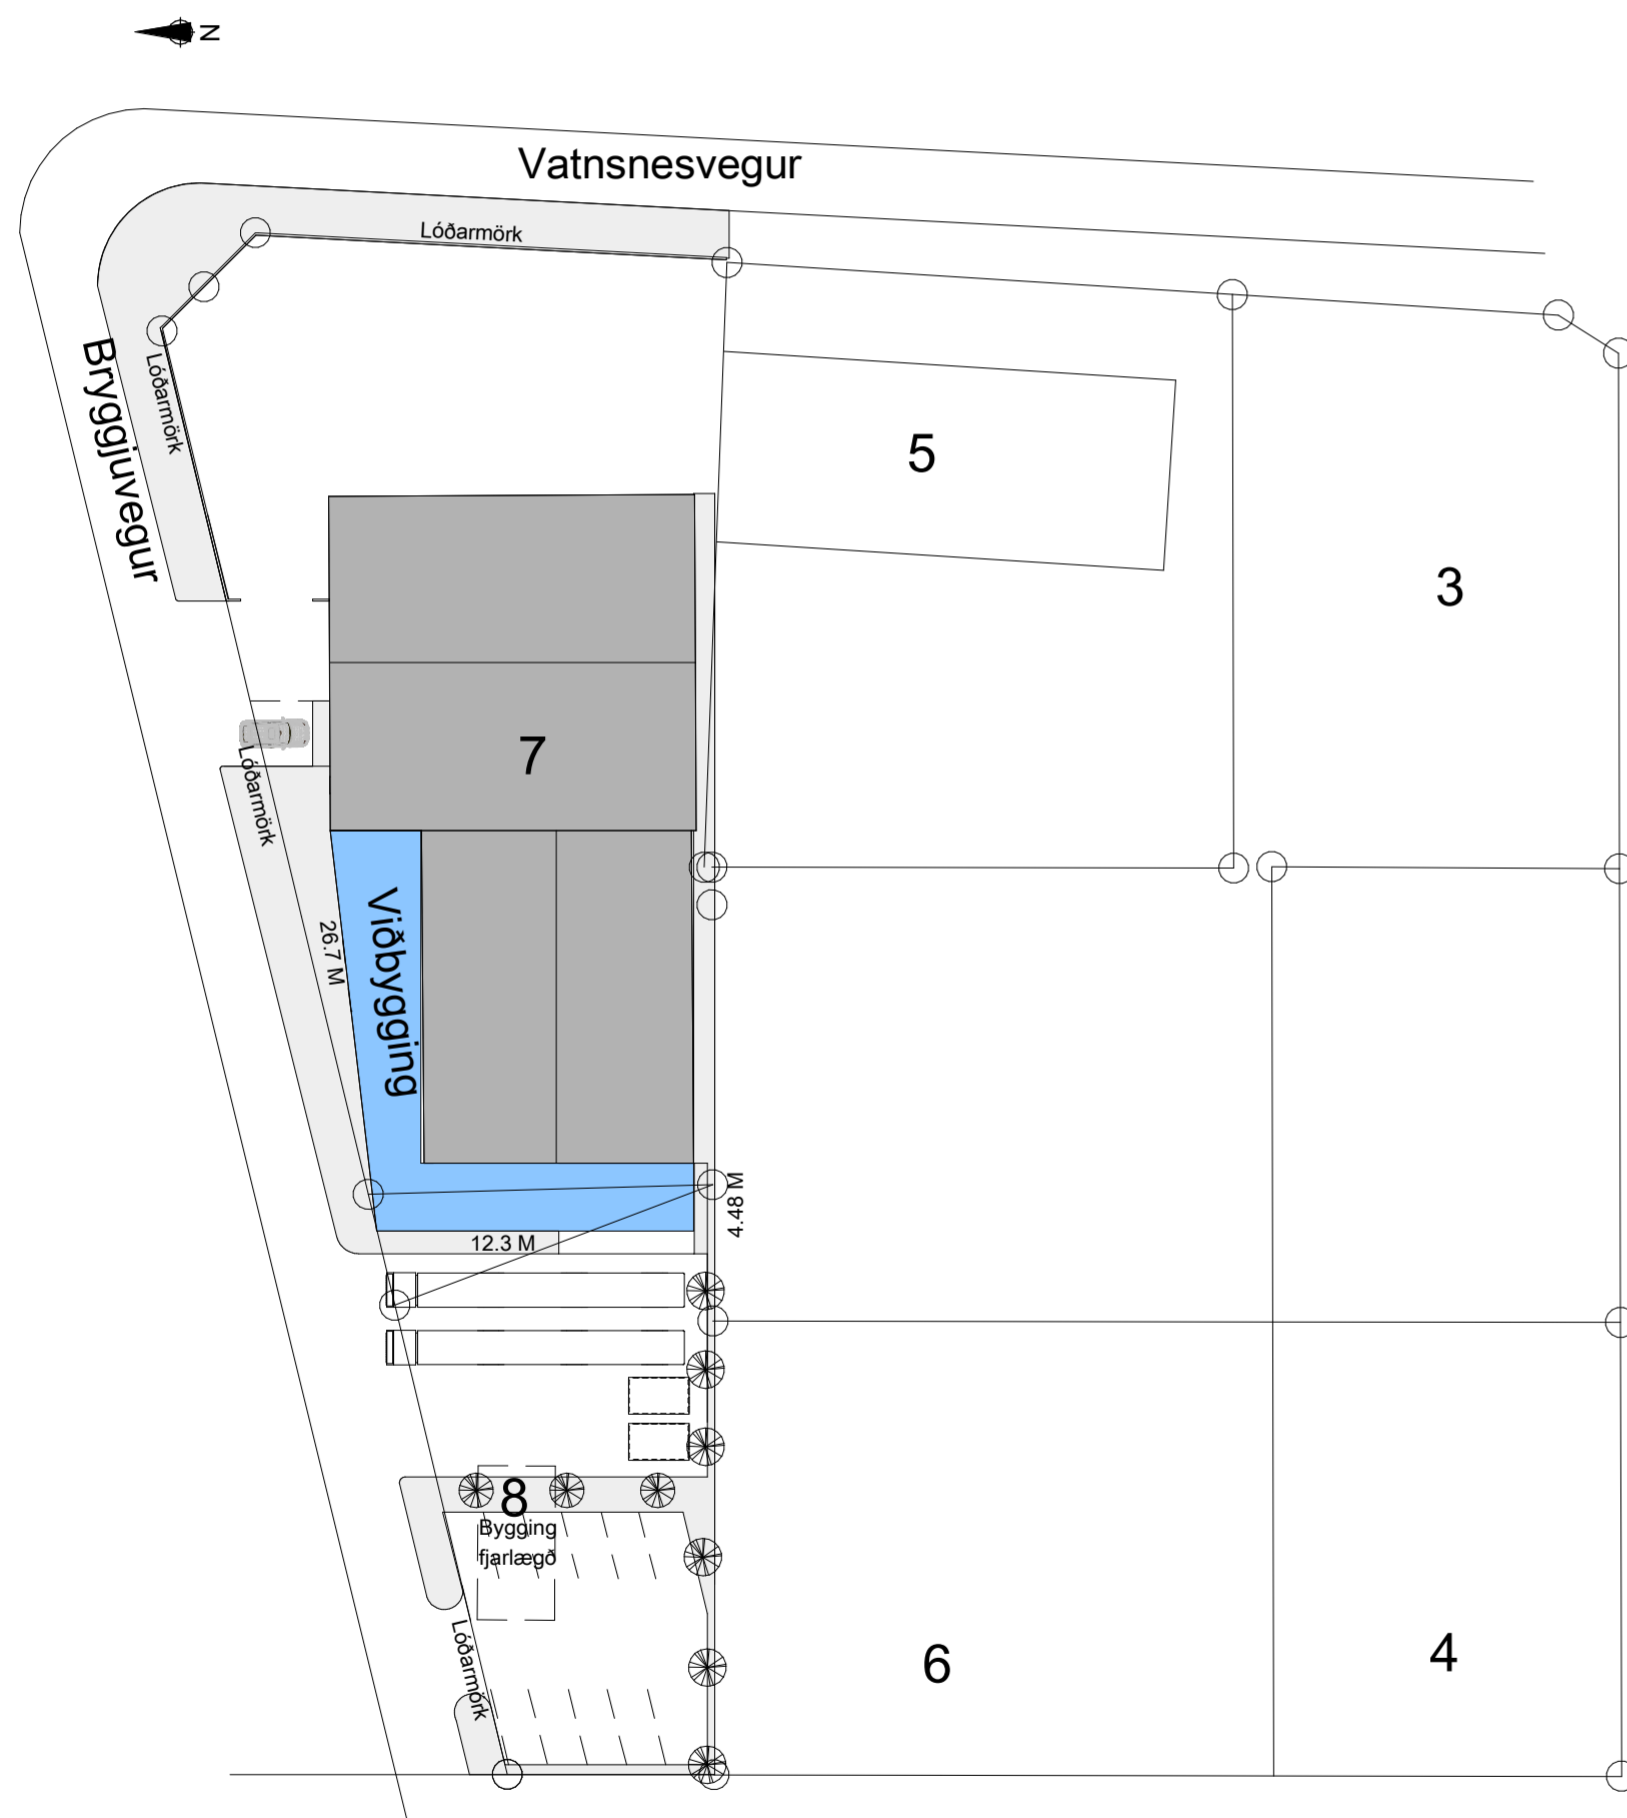 N
Vatnsnesvegur
Lóðarmörk
Bryggjuvegur
Lóðarmörk
5
3
7
Lóðarmörk
Viðbygging
26.7 M
4.48 M
12.3 M
8
Bygging
fjarlægð
Lóðarmörk
6
4